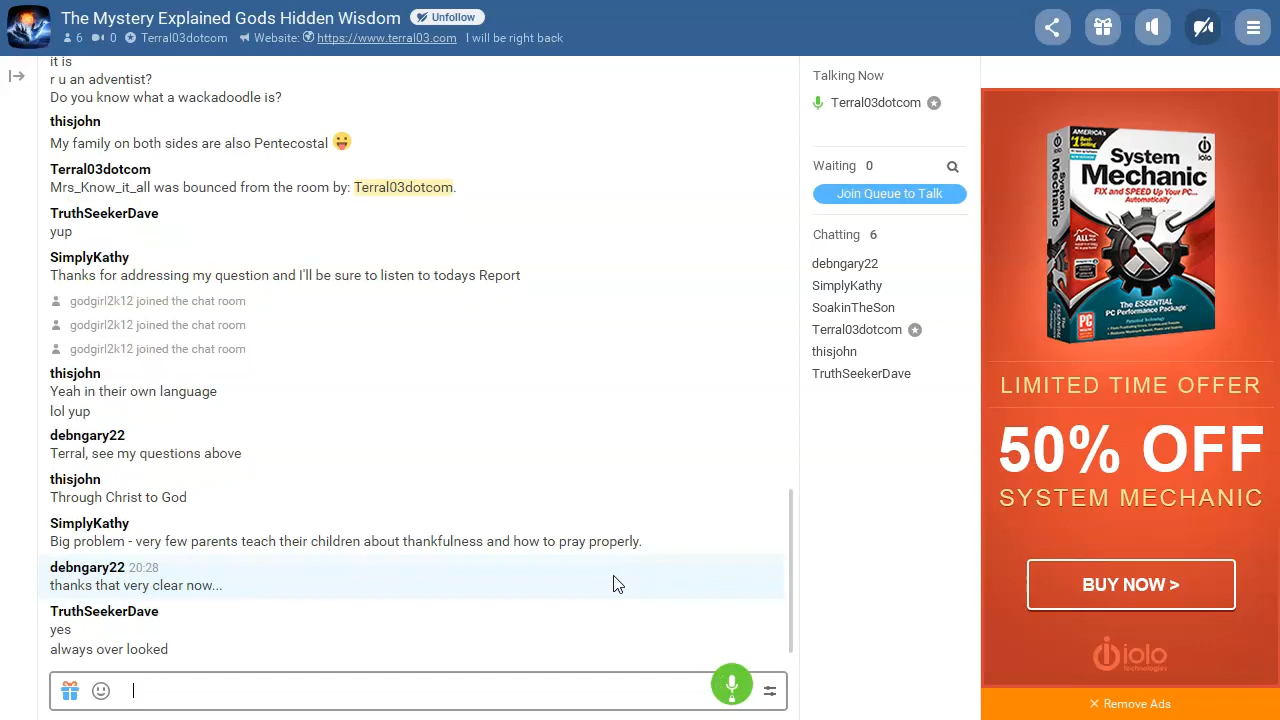 The Mystery Explained Gods Hidden Wisdom
Unfollow
6 0 Terral03dotcom Website: https://www.terral03.com I will be right back
it is
r u an adventist?
Do you know what a wackadoodle is?
thisjohn
My family on both sides are also Pentecostal
Terral03dotcom
Mrs_Know_it_all was bounced from the room by: Terral03dotcom.
TruthSeekerDave
yup
SimplyKathy
Thanks for addressing my question and I'll be sure to listen to todays Report
godgirl2k12 joined the chat room
godgirl2k12 joined the chat room
godgirl2k12 joined the chat room
thisjohn
Yeah in their own language
lol yup
debngary22
Terral, see my questions above
thisjohn
Through Christ to God
SimplyKathy
Big problem - very few parents teach their children about thankfulness and how to pray properly.
debngary22 20:28
thanks that very clear now...
TruthSeekerDave
yes
always over looked
Talking Now
Terral03dotcom
Waiting 0
Join Queue to Talk
Chatting 6
debngary22
SimplyKathy
SoakinTheSon
Terral03dotcom
thisjohn
TruthSeekerDave
AMERICA'S
#1 Best-Selling
iolo
System
Mechanic
FIX and SPEED Up Your PC...
Automatically
The ESSENTIAL
PC Performance Package
LIMITED TIME OFFER
50% OFF
SYSTEM MECHANIC
BUY NOW >
iolo
technologies
Remove Ads